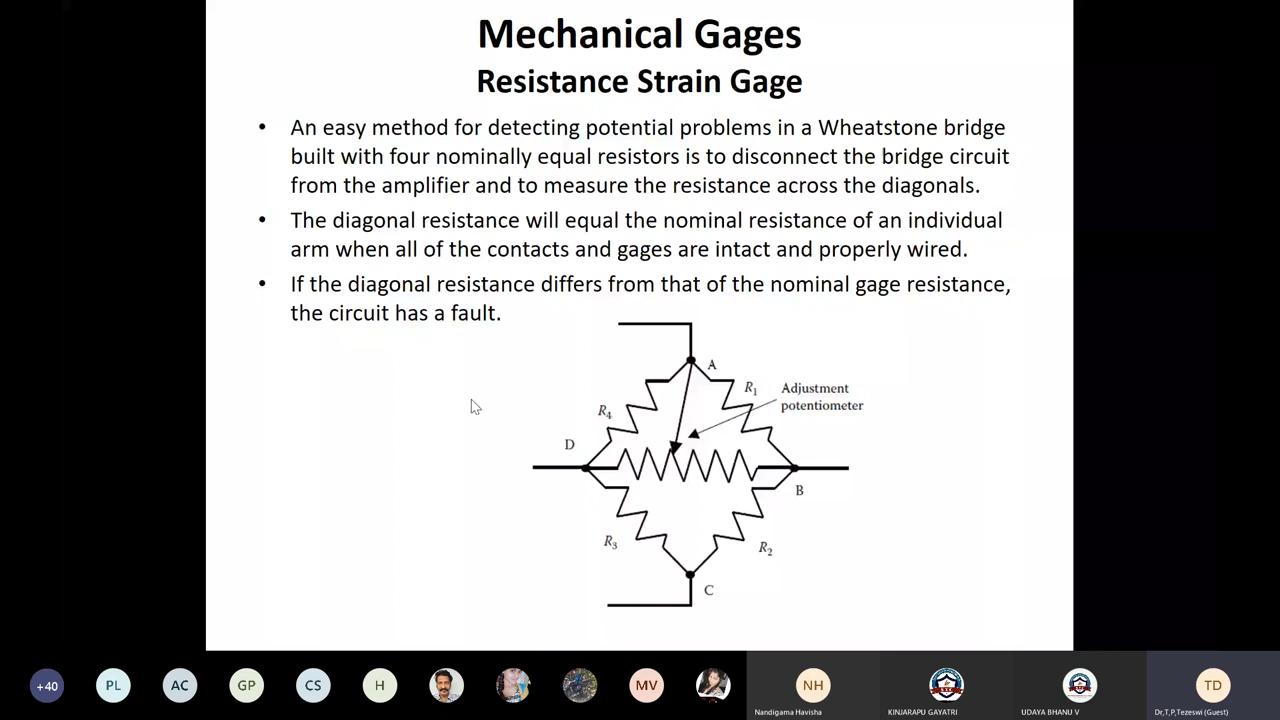 Mechanical Gages
Resistance Strain Gage
• An easy method for detecting potential problems in a Wheatstone bridge
built with four nominally equal resistors is to disconnect the bridge circuit
from the amplifier and to measure the resistance across the diagonals.
• The diagonal resistance will equal the nominal resistance of an individual
arm when all of the contacts and gages are intact and properly wired.
• If the diagonal resistance differs from that of the nominal gage resistance,
the circuit has a fault.
A
R1
Adjustment
potentiometer
R4
D
B
R3
R2
C
+40
PL
AC
GP
CS
H
MV
NH
TD
Nandigama Havisha
KINJARAPU GAYATRI
UDAYA BHANU V
Dr,T,P,Tezeswi (Guest)